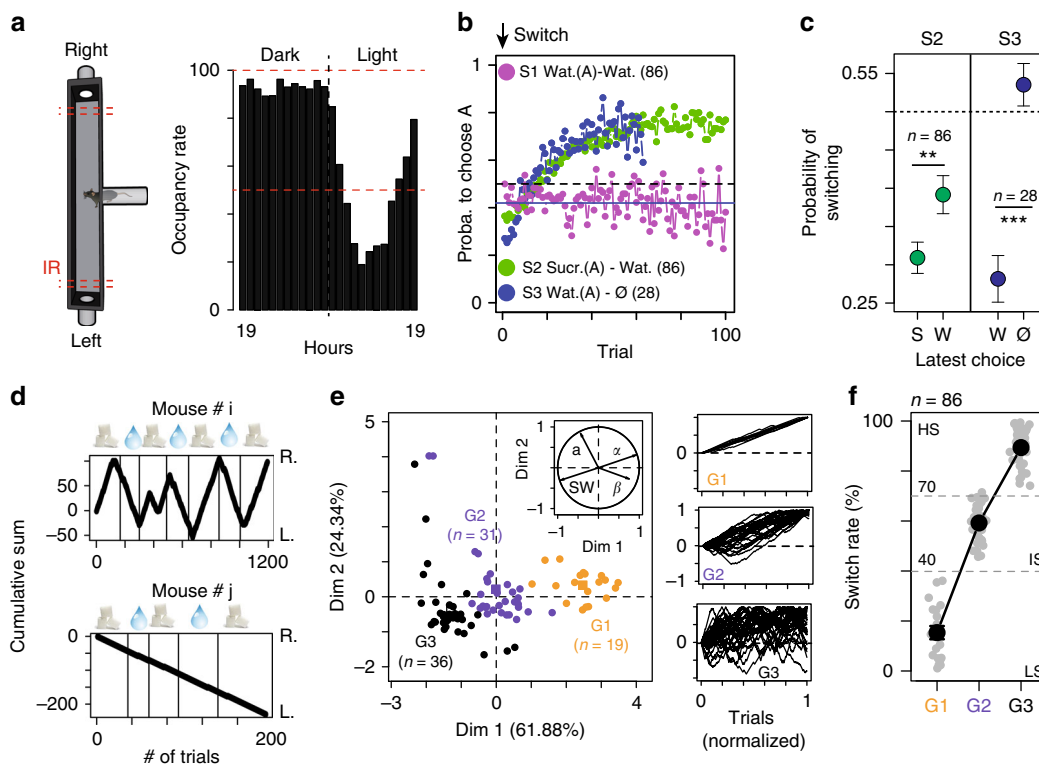 a
Right
IR
Left
Occupancy rate
100
0
Dark
Light
19
19
Hours
b
Switch
Proba. to choose A
1
0
S1 Wat.(A)-Wat. (86)
S2 Sucr.(A) - Wat. (86)
S3 Wat.(A) - Ø (28)
0
100
Trial
c
S2
S3
Probability of
switching
0.55
0.25
n = 86
**
n = 28
***
S
W
W
Ø
Latest choice
d
Cumulative sum
Mouse # i
50
0
−50
R.
L.
0
1200
Mouse # j
0
−200
R.
L.
0
200
# of trials
e
Dim 2 (24.34%)
5
2
0
−2
−3
0
4
Dim 1 (61.88%)
G2
(n = 31)
G3
(n = 36)
G1
(n = 19)
Dim 2
1
−1
a
α
SW
β
−1
1
Dim 1
1
0
G1
1
0
−1
G2
1
0
G3
0
1
Trials
(normalized)
f
n = 86
Switch rate (%)
100
0
HS
70
40
IS
LS
G1
G2
G3